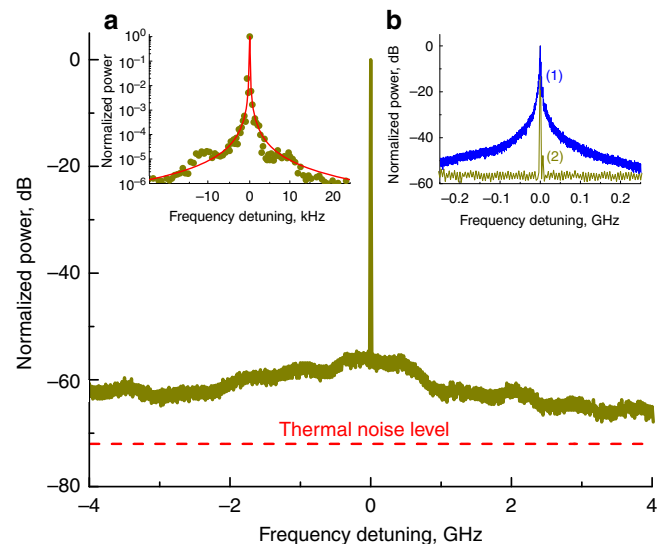 a
Normalized power
10⁰
10⁻¹
10⁻²
10⁻³
10⁻⁴
10⁻⁵
10⁻⁶
−10 0 10 20
Frequency detuning, kHz
b
Normalized power, dB
0
−20
−40
−60
(1)
(2)
−0.2 −0.1 0.0 0.1 0.2
Frequency detuning, GHz
Normalized power, dB
0
−20
−40
−60
−80
Thermal noise level
−4 −2 0 2 4
Frequency detuning, GHz